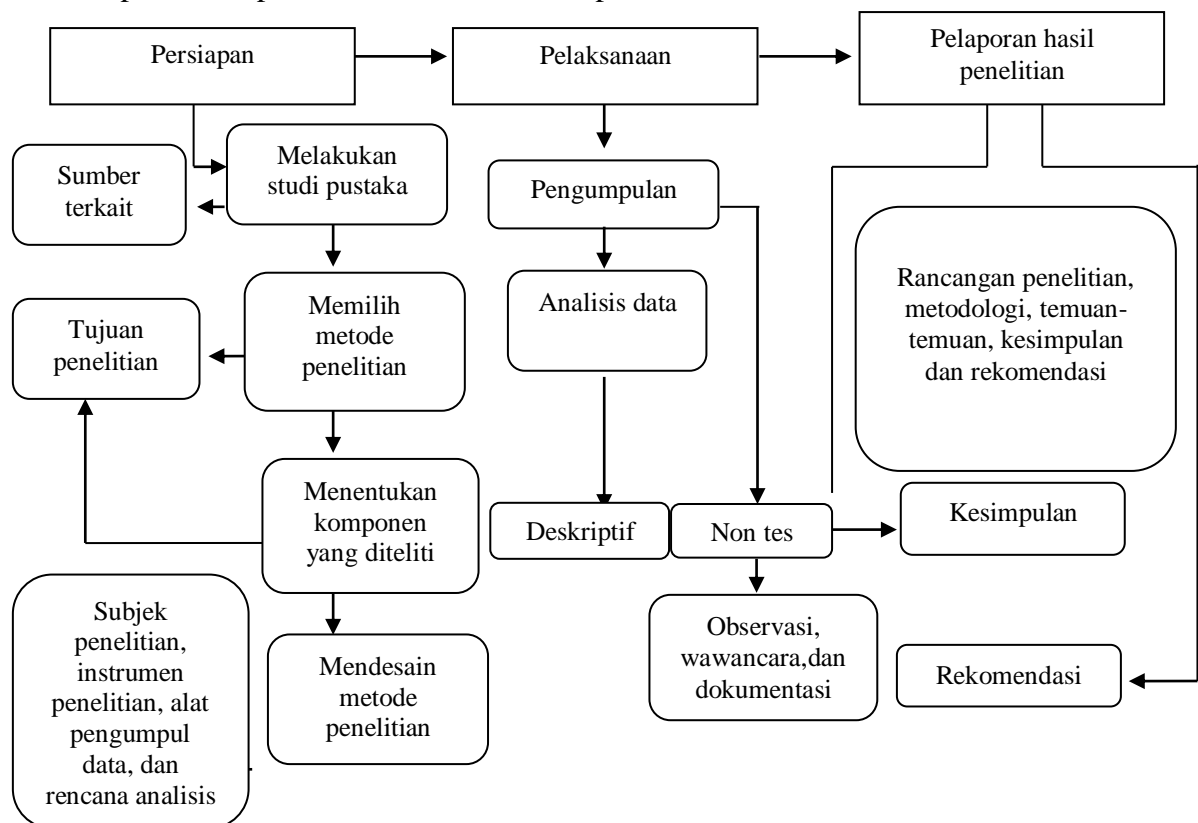 Persiapan
Pelaksanaan
Pelaporan hasil
penelitian
Melakukan
studi pustaka
Sumber
terkait
Memilih
metode
penelitian
Tujuan
penelitian
Menentukan
komponen
yang diteliti
Subjek
penelitian,
instrumen
penelitian, alat
pengumpul
data, dan
rencana analisis
Mendesain
metode
penelitian
Pengumpulan
Analisis data
Deskriptif
Non tes
Observasi,
wawancara,dan
dokumentasi
Rancangan penelitian,
metodologi, temuan-
temuan, kesimpulan
dan rekomendasi
Kesimpulan
Rekomendasi